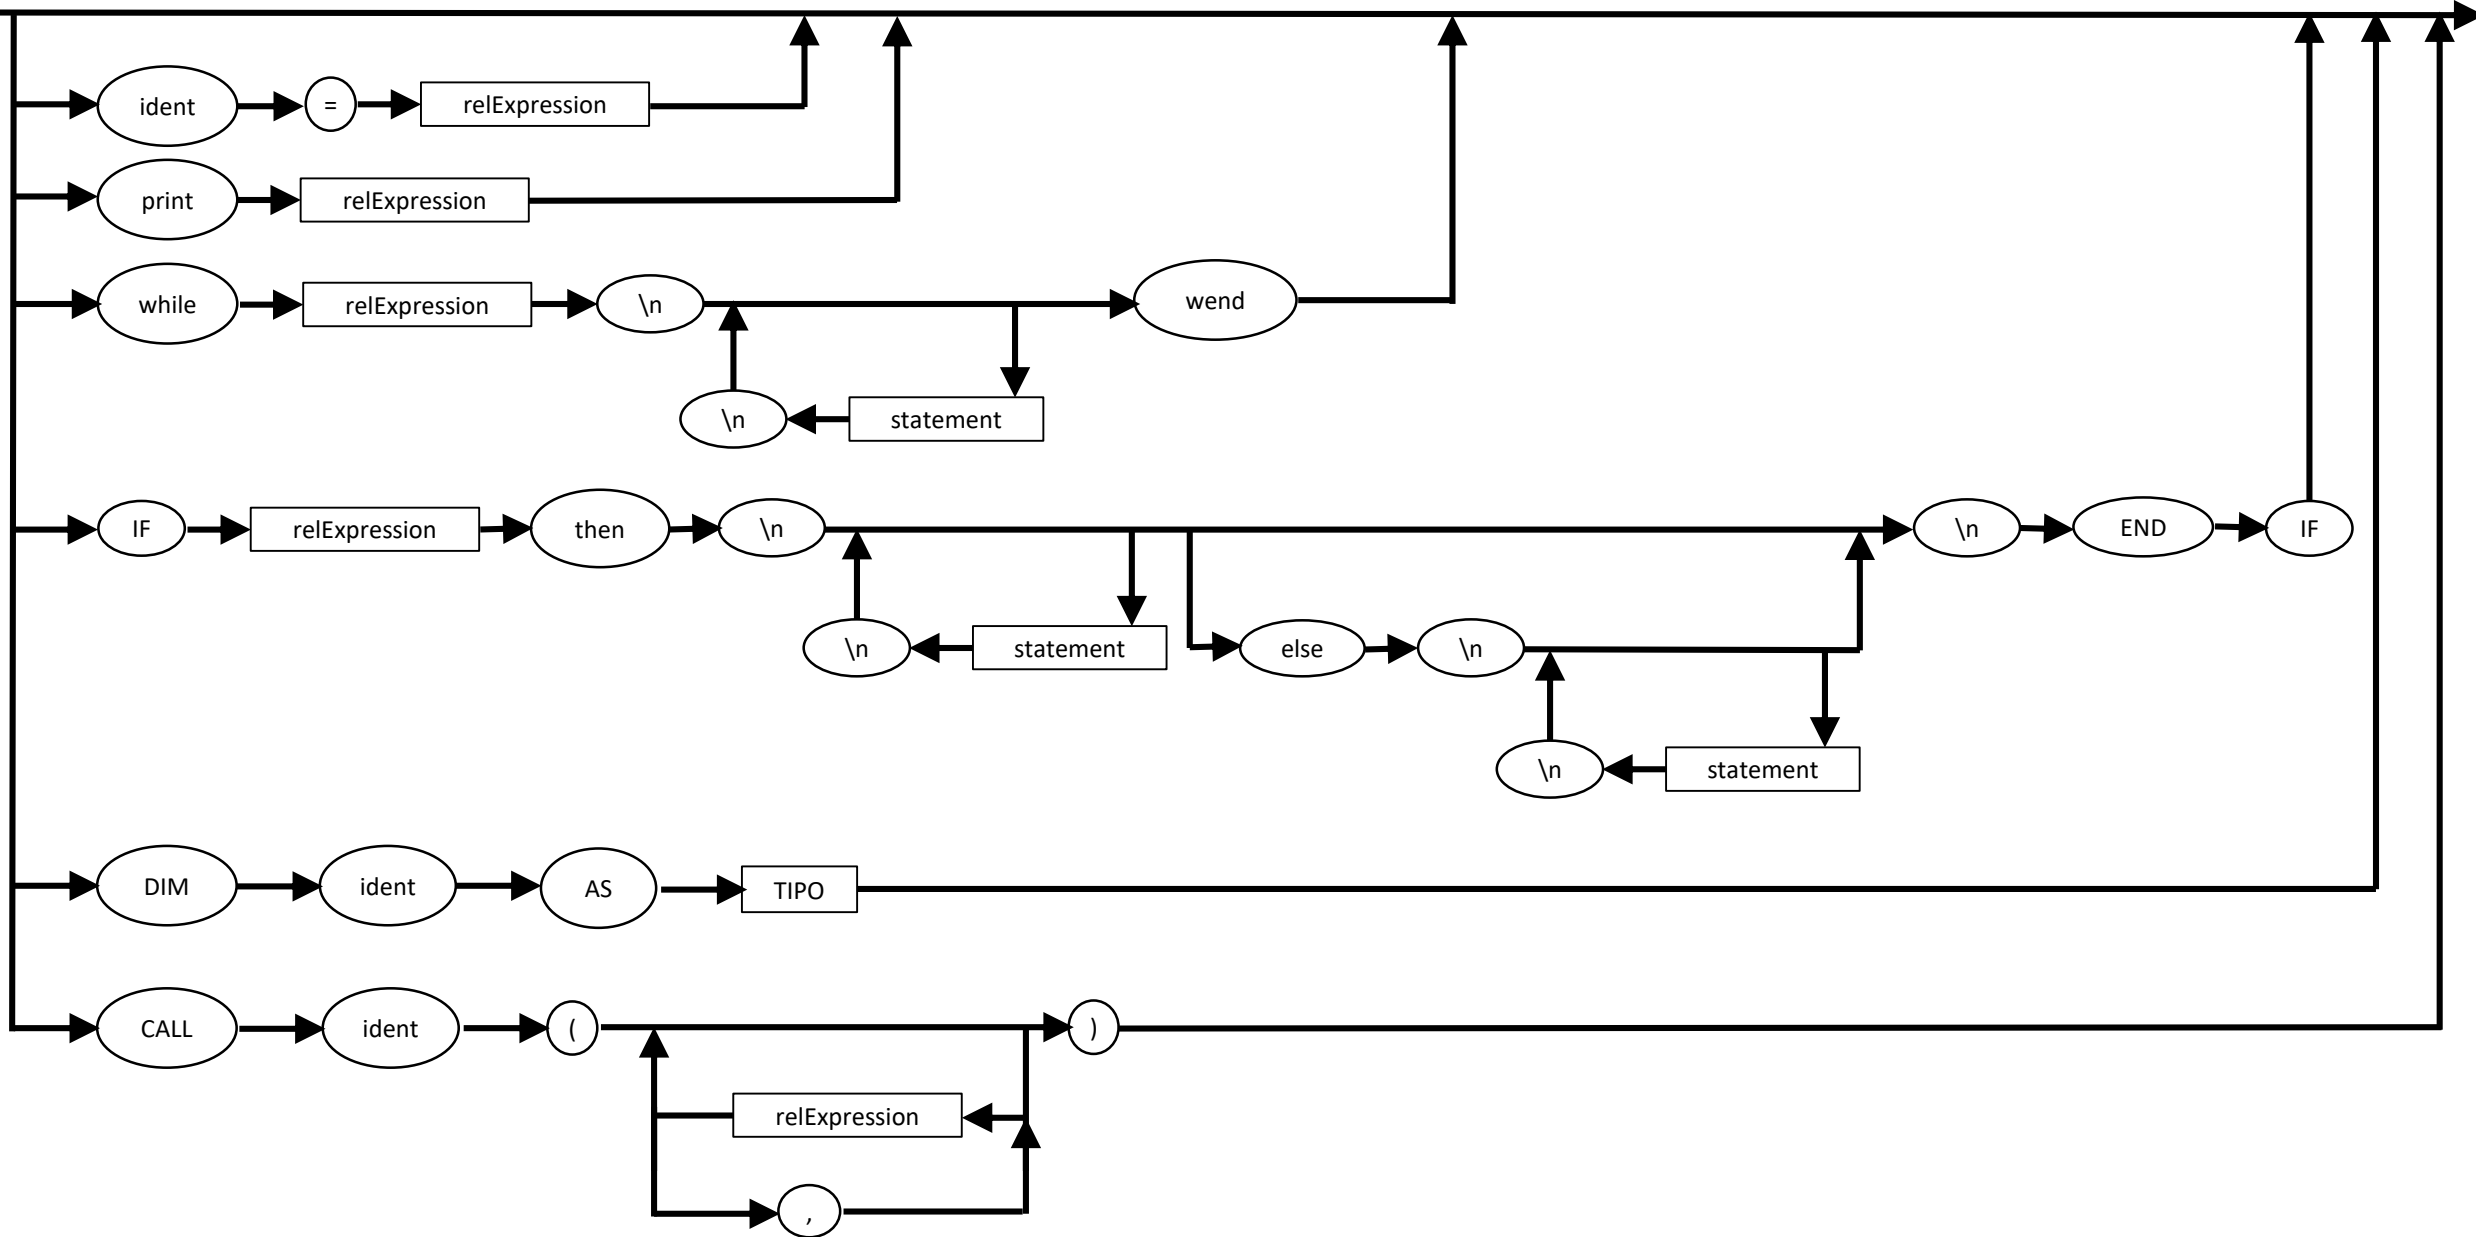 ident = relExpression
print relExpression
while relExpression \n wend
\n statement
IF relExpression then \n \n END IF
\n statement else \n
\n statement
DIM ident AS TIPO
CALL ident ( )
relExpression
,